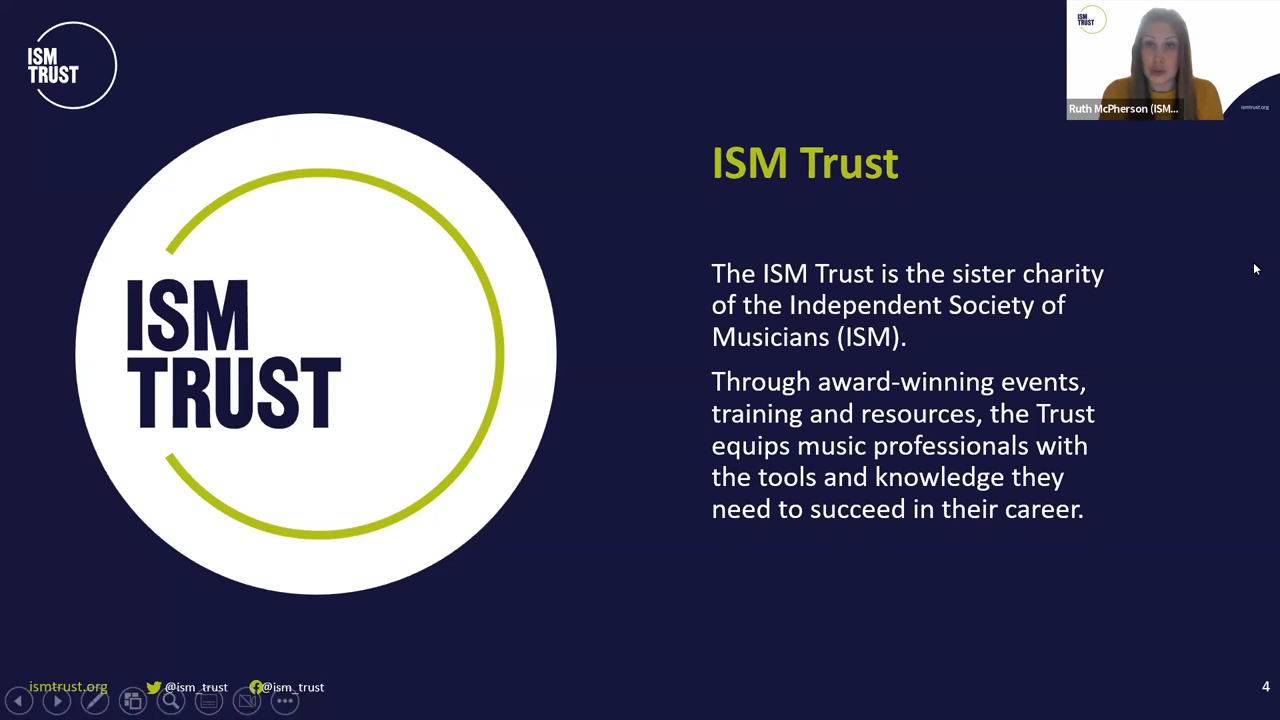 ISM
TRUST
ISM
TRUST
Ruth McPherson (ISM...
ismtrust.org
ISM Trust
ISM
TRUST
The ISM Trust is the sister charity
of the Independent Society of
Musicians (ISM).
Through award-winning events,
training and resources, the Trust
equips music professionals with
the tools and knowledge they
need to succeed in their career.
ismtrust.org
@ism_trust
@ism_trust
4